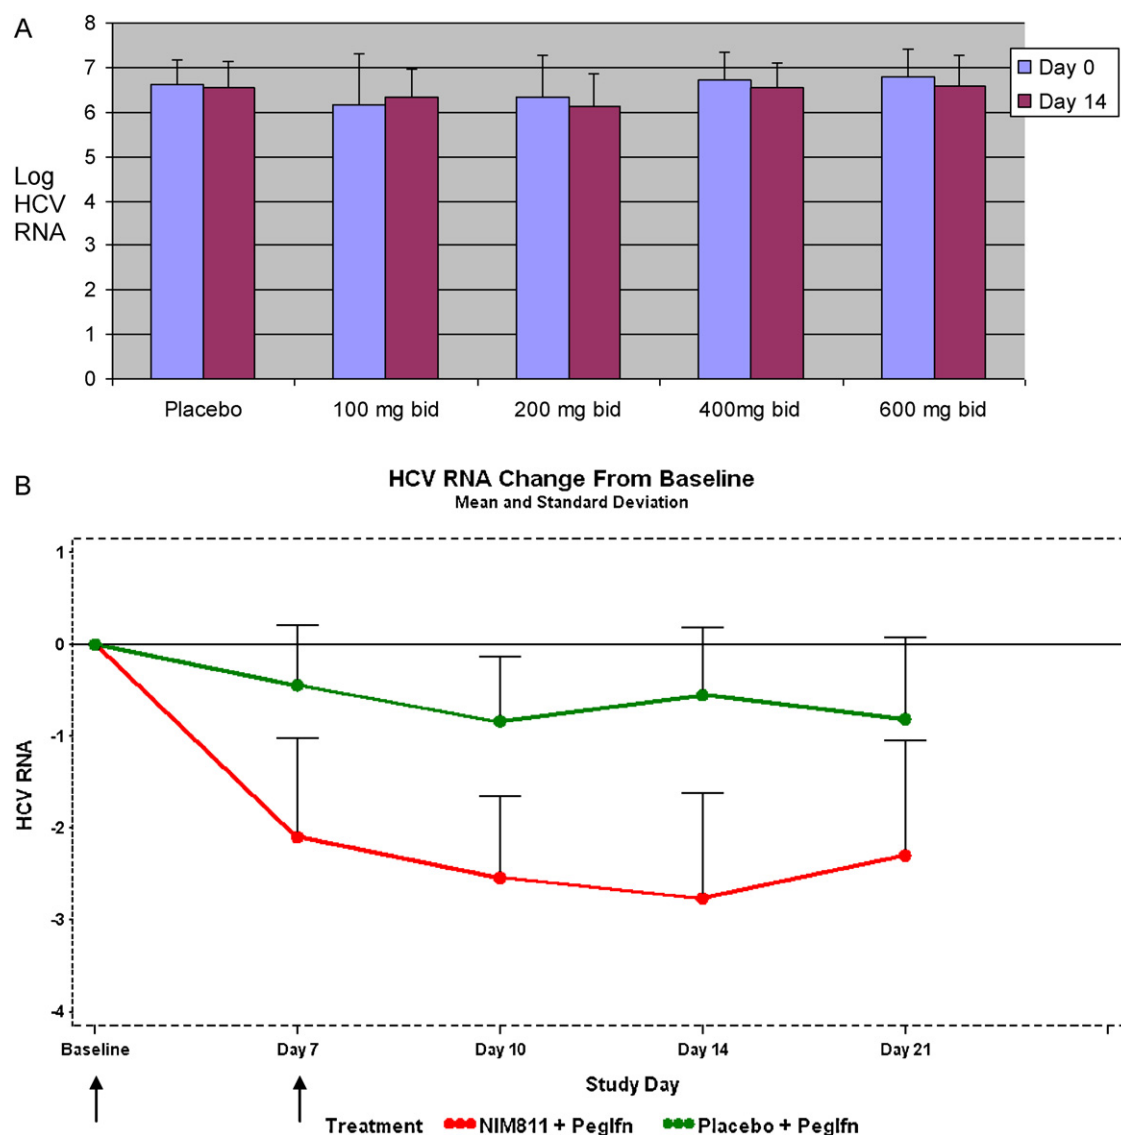 A
8
7
6
5
4
3
2
1
0
Log
HCV
RNA
Day 0
Day 14
Placebo
100 mg bid
200 mg bid
400mg bid
600 mg bid
B
HCV RNA Change From Baseline
Mean and Standard Deviation
1
0
-1
-2
-3
-4
HCV RNA
Baseline
Day 7
Day 10
Day 14
Day 21
Study Day
Treatment NIM811 + PegIfn Placebo + PegIfn